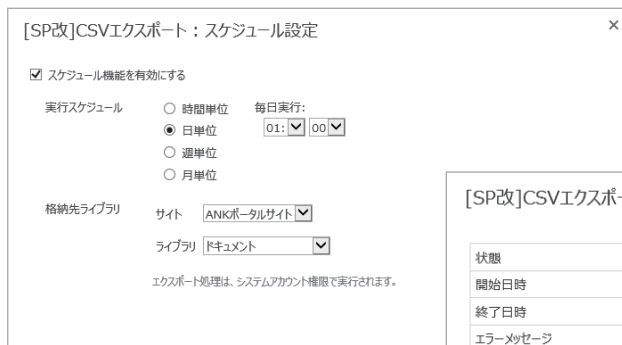 [SP改]CSVエクスポート：スケジュール設定
×
スケジュール機能を有効にする
実行スケジュール
時間単位
毎日実行:
日単位
01: 00
週単位
月単位
格納先ライブラリ
サイト ANKポータルサイト
ライブラリ ドキュメント
エクスポート処理は、システムアカウント権限で実行されます。
[SP改]CSVエクスポー
状態
開始日時
終了日時
エラーメッセージ